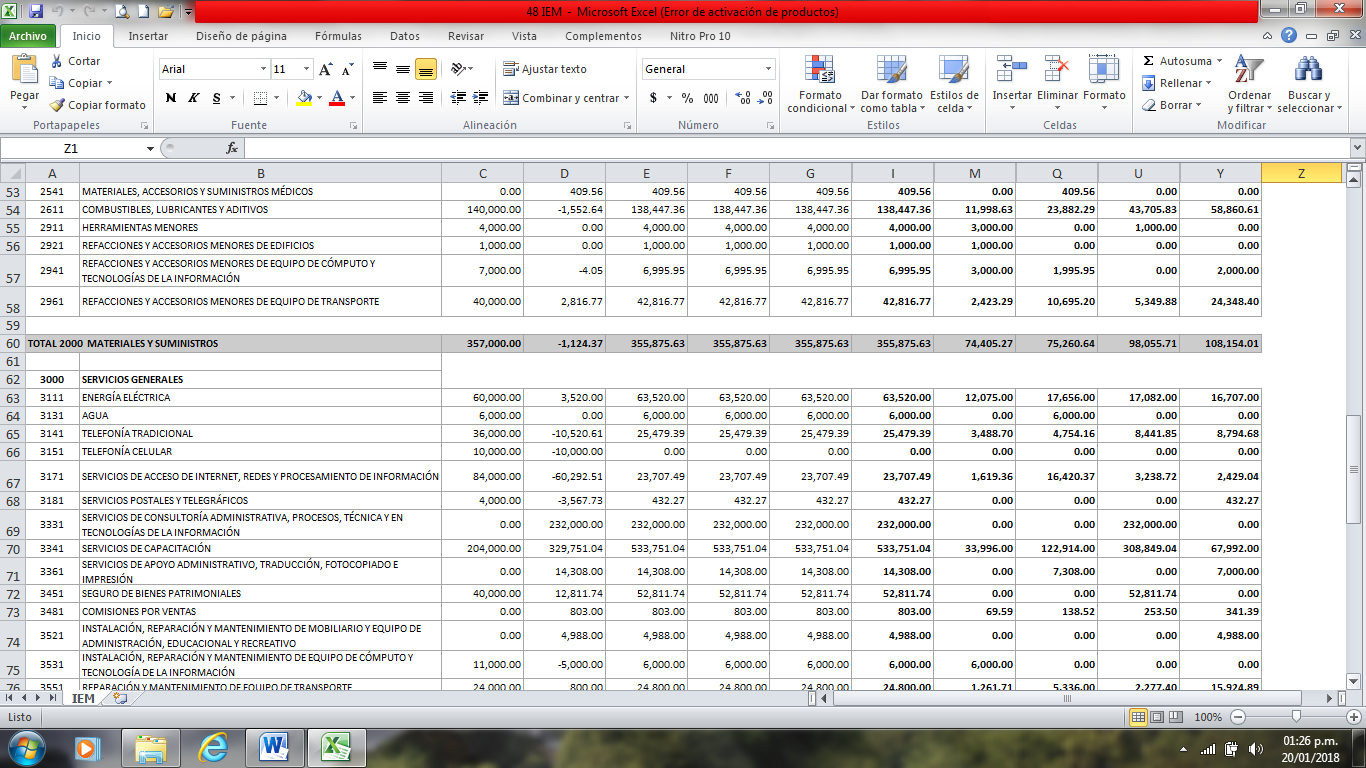 48 IEM - Microsoft Excel (Error de activación de productos)
Archivo Inicio Insertar Diseño de página Fórmulas Datos Revisar Vista Complementos Nitro Pro 10
Pegar
Cortar
Copiar
Copiar formato
Portapapeles
Arial 11
N K S
A A
A
Fuente
Ajustar texto
Combinar y centrar
Alineación
General
$ % 000
Número
Formato condicional
Dar formato como tabla
Estilos de celda
Estilos
Insertar Eliminar Formato
Celdas
Σ Autosuma
Rellenar
Borrar
Ordenar y filtrar
Buscar y seleccionar
Modificar
Z1 fx
A B C D E F G I M Q U Y Z
53 2541 MATERIALES, ACCESORIOS Y SUMINISTROS MÉDICOS 0.00 409.56 409.56 409.56 409.56 409.56 0.00 409.56 0.00 0.00
54 2611 COMBUSTIBLES, LUBRICANTES Y ADITIVOS 140,000.00 -1,552.64 138,447.36 138,447.36 138,447.36 138,447.36 11,998.63 23,882.29 43,705.83 58,860.61
55 2911 HERRAMIENTAS MENORES 4,000.00 0.00 4,000.00 4,000.00 4,000.00 4,000.00 3,000.00 0.00 1,000.00 0.00
56 2921 REFACCIONES Y ACCESORIOS MENORES DE EDIFICIOS 1,000.00 0.00 1,000.00 1,000.00 1,000.00 1,000.00 1,000.00 0.00 0.00 0.00
57 2941 REFACCIONES Y ACCESORIOS MENORES DE EQUIPO DE CÓMPUTO Y
TECNOLOGÍAS DE LA INFORMACIÓN 7,000.00 -4.05 6,995.95 6,995.95 6,995.95 6,995.95 3,000.00 1,995.95 0.00 2,000.00
58 2961 REFACCIONES Y ACCESORIOS MENORES DE EQUIPO DE TRANSPORTE 40,000.00 2,816.77 42,816.77 42,816.77 42,816.77 42,816.77 2,423.29 10,695.20 5,349.88 24,348.40
59
60 TOTAL 2000 MATERIALES Y SUMINISTROS 357,000.00 -1,124.37 355,875.63 355,875.63 355,875.63 355,875.63 74,405.27 75,260.64 98,055.71 108,154.01
61
62 3000 SERVICIOS GENERALES
63 3111 ENERGÍA ELÉCTRICA 60,000.00 3,520.00 63,520.00 63,520.00 63,520.00 63,520.00 12,075.00 17,656.00 17,082.00 16,707.00
64 3131 AGUA 6,000.00 0.00 6,000.00 6,000.00 6,000.00 6,000.00 0.00 6,000.00 0.00 0.00
65 3141 TELEFONÍA TRADICIONAL 36,000.00 -10,520.61 25,479.39 25,479.39 25,479.39 25,479.39 3,488.70 4,754.16 8,441.85 8,794.68
66 3151 TELEFONÍA CELULAR 10,000.00 -10,000.00 0.00 0.00 0.00 0.00 0.00 0.00 0.00 0.00
67 3171 SERVICIOS DE ACCESO DE INTERNET, REDES Y PROCESAMIENTO DE INFORMACIÓN 84,000.00 -60,292.51 23,707.49 23,707.49 23,707.49 23,707.49 1,619.36 16,420.37 3,238.72 2,429.04
68 3181 SERVICIOS POSTALES Y TELEGRÁFICOS 4,000.00 -3,567.73 432.27 432.27 432.27 432.27 0.00 0.00 0.00 432.27
69 3331 SERVICIOS DE CONSULTORÍA ADMINISTRATIVA, PROCESOS, TÉCNICA Y EN
TECNOLOGÍAS DE LA INFORMACIÓN 0.00 232,000.00 232,000.00 232,000.00 232,000.00 232,000.00 0.00 0.00 232,000.00 0.00
70 3341 SERVICIOS DE CAPACITACIÓN 204,000.00 329,751.04 533,751.04 533,751.04 533,751.04 533,751.04 33,996.00 122,914.00 308,849.04 67,992.00
71 3361 SERVICIOS DE APOYO ADMINISTRATIVO, TRADUCCIÓN, FOTOCOPIADO E
IMPRESIÓN 0.00 14,308.00 14,308.00 14,308.00 14,308.00 14,308.00 0.00 7,308.00 0.00 7,000.00
72 3451 SEGURO DE BIENES PATRIMONIALES 40,000.00 12,811.74 52,811.74 52,811.74 52,811.74 52,811.74 0.00 0.00 52,811.74 0.00
73 3481 COMISIONES POR VENTAS 0.00 803.00 803.00 803.00 803.00 803.00 69.59 138.52 253.50 341.39
74 3521 INSTALACIÓN, REPARACIÓN Y MANTENIMIENTO DE MOBILIARIO Y EQUIPO DE
ADMINISTRACIÓN, EDUCACIONAL Y RECREATIVO 0.00 4,988.00 4,988.00 4,988.00 4,988.00 4,988.00 0.00 0.00 0.00 4,988.00
75 3531 INSTALACIÓN, REPARACIÓN Y MANTENIMIENTO DE EQUIPO DE CÓMPUTO Y
TECNOLOGÍA DE LA INFORMACIÓN 11,000.00 -5,000.00 6,000.00 6,000.00 6,000.00 6,000.00 6,000.00 0.00 0.00 0.00
76 3551 REPARACIÓN Y MANTENIMIENTO DE EQUIPO DE TRANSPORTE 24,000.00 800.00 24,800.00 24,800.00 24,800.00 24,800.00 1,261.71 5,336.00 2,277.40 15,924.89
IEM
Listo 100%
01:26 p.m.
20/01/2018